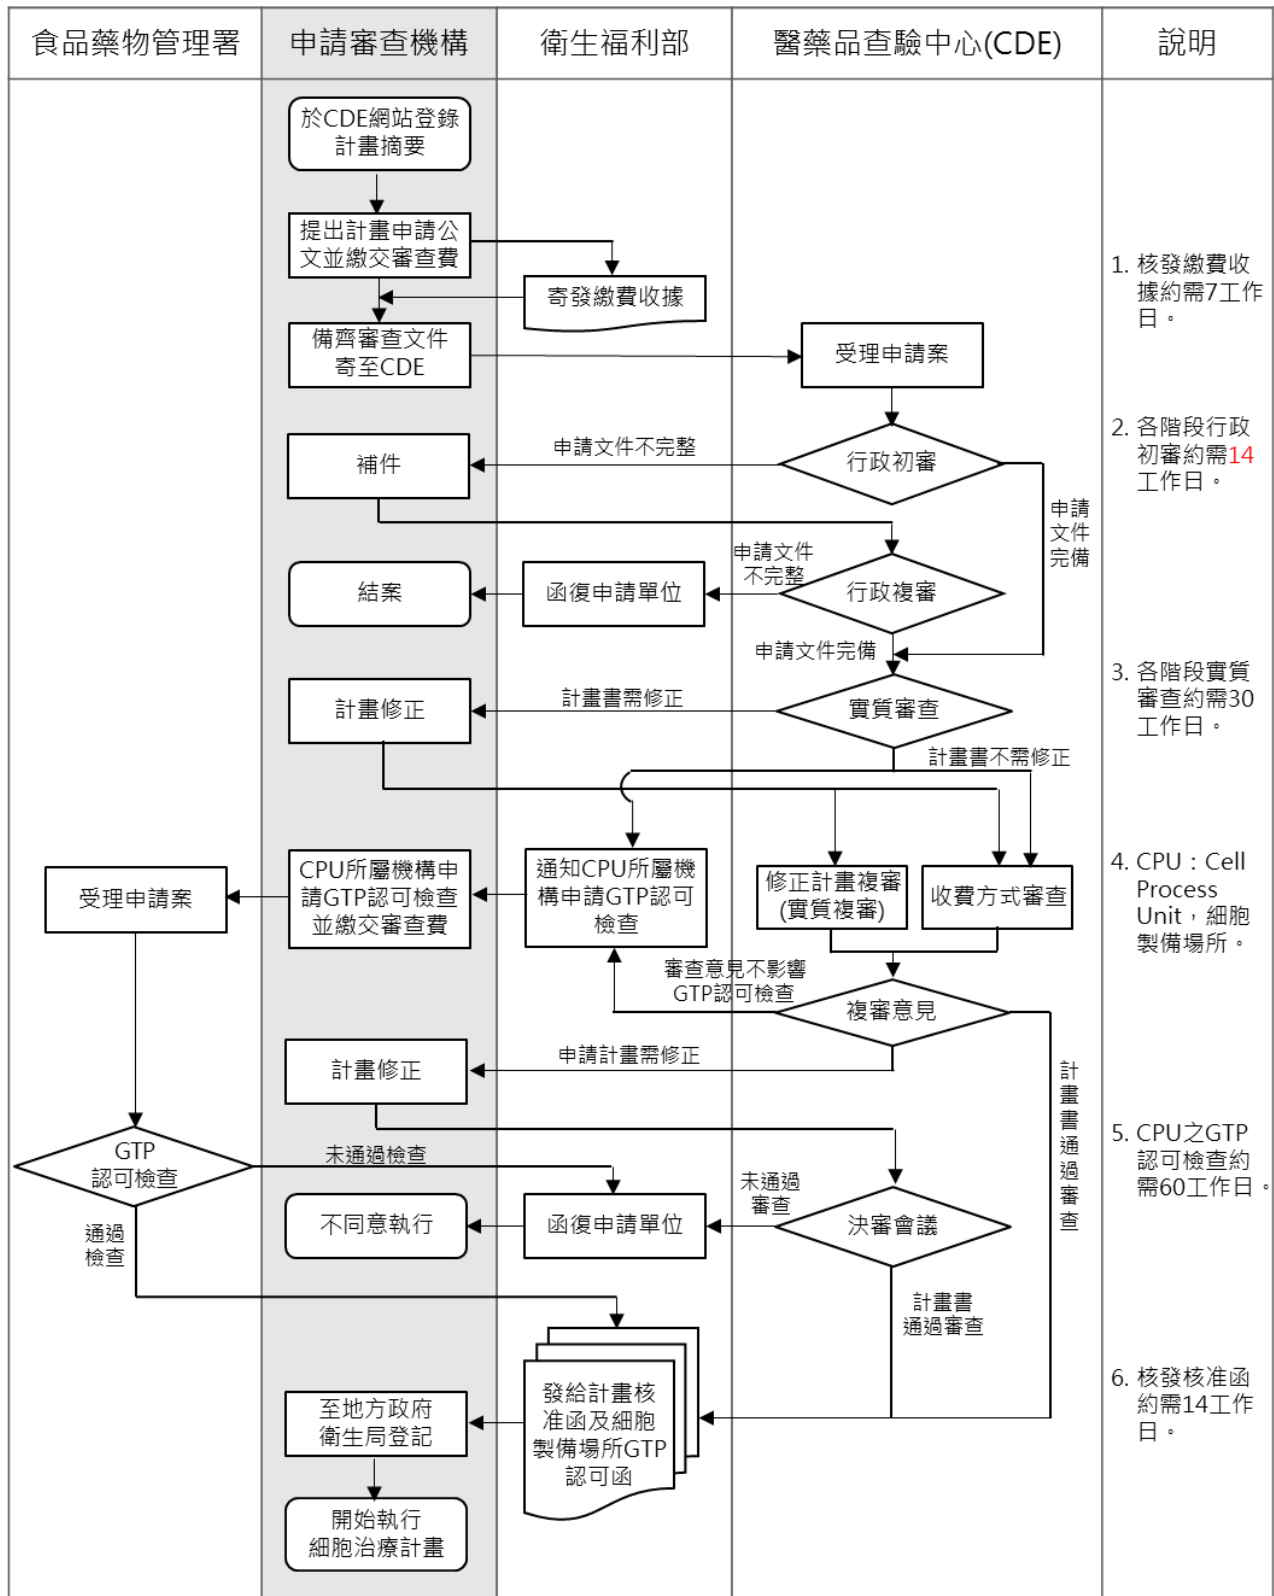 食品藥物管理署
申請審查機構
衛生福利部
醫藥品查驗中心(CDE)
說明
於CDE網站登錄
計畫摘要
提出計畫申請公
文並繳交審查費
寄發繳費收據
1. 核發繳費收
據約需7工作
日。
備齊審查文件
寄至CDE
受理申請案
補件
申請文件不完整
行政初審
申請
文件
完備
2. 各階段行政
初審約需14
工作日。
結案
函復申請單位
申請文件
不完整
行政複審
申請文件完備
計畫修正
計畫書需修正
實質審查
3. 各階段實質
審查約需30
工作日。
計畫書不需修正
受理申請案
CPU所屬機構申
請GTP認可檢查
並繳交審查費
通知CPU所屬機
構申請GTP認可
檢查
修正計畫複審
(實質複審)
收費方式審查
4. CPU：Cell
Process
Unit，細胞
製備場所。
審查意見不影響
GTP認可檢查
複審意見
計畫修正
申請計畫需修正
計
畫
書
通
過
審
查
GTP
認可檢查
未通過檢查
5. CPU之GTP
認可檢查約
需60工作日。
通過
檢查
不同意執行
函復申請單位
未通過
審查
決審會議
計畫書
通過審查
至地方政府
衛生局登記
發給計畫核
准函及細胞
製備場所GTP
認可函
6. 核發核准函
約需14工作
日。
開始執行
細胞治療計畫